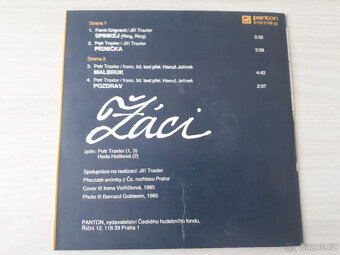 Strana 1
panton
1. Ferré Grignard / Jiří Traxler
SPINKEJ (Ring, Ring) 3:32
2. Petr Traxler / Jiří Traxler
PÍSNIČKA 3:58
Strana 2
3. Petr Traxler / franc. lid. text přel. Hanuš Jelínek
MALBRUK 4:42
4. Petr Traxler / franc. lid. text přel. Hanuš Jelínek
POZDRAV 2:07
Žáci
zpěv: Petr Traxler (1, 3)
Heda Hošková (2)
Spolupráce na realizaci: Jiří Traxler
Převzaté snímky z Čs. rozhlasu Praha
Cover © Irena Vorlíčková, 1985
Photo © Bernard Goldwein, 1985
PANTON, vydavatelství Českého hudebního fondu,
Říční 12, 118 39 Praha 1